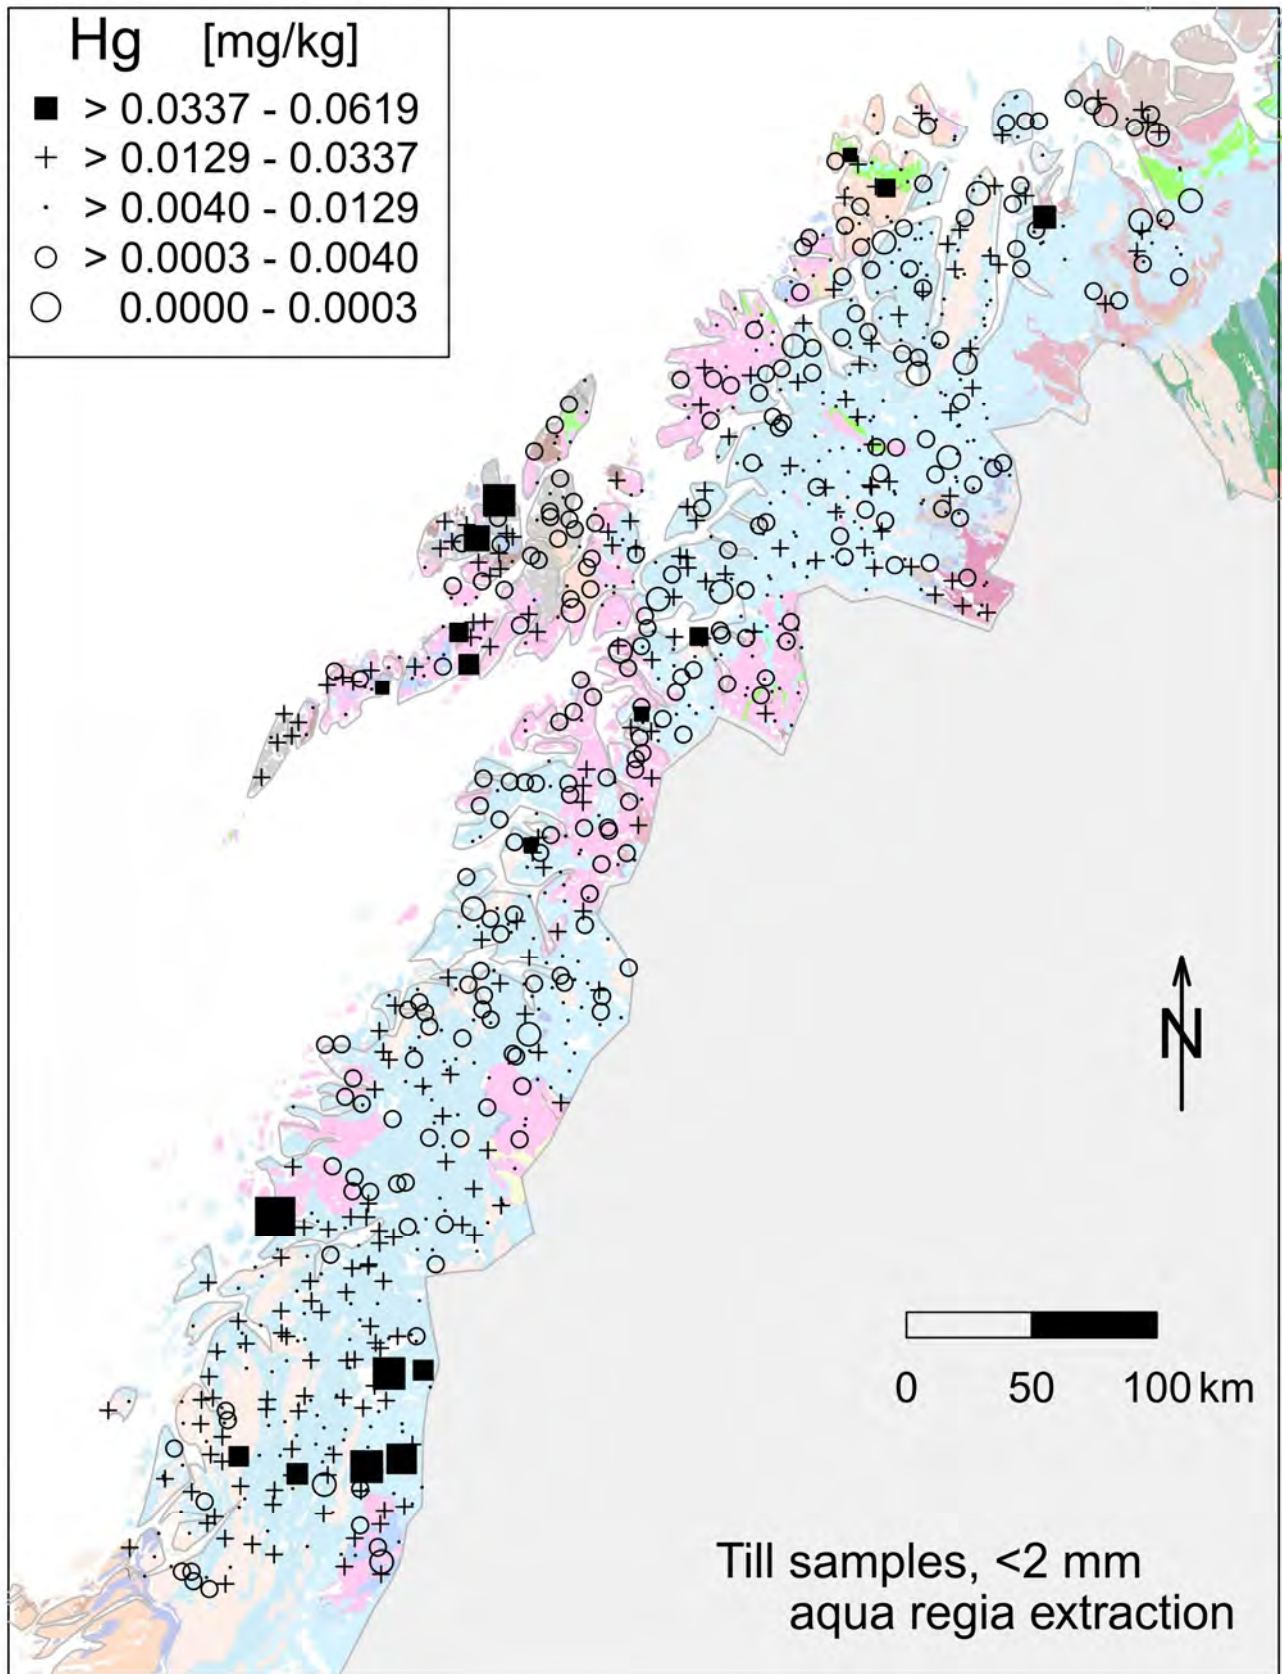 Hg [mg/kg]
> 0.0337 - 0.0619
> 0.0129 - 0.0337
> 0.0040 - 0.0129
> 0.0003 - 0.0040
0.0000 - 0.0003
N
0 50 100 km
Till samples, <2 mm
aqua regia extraction